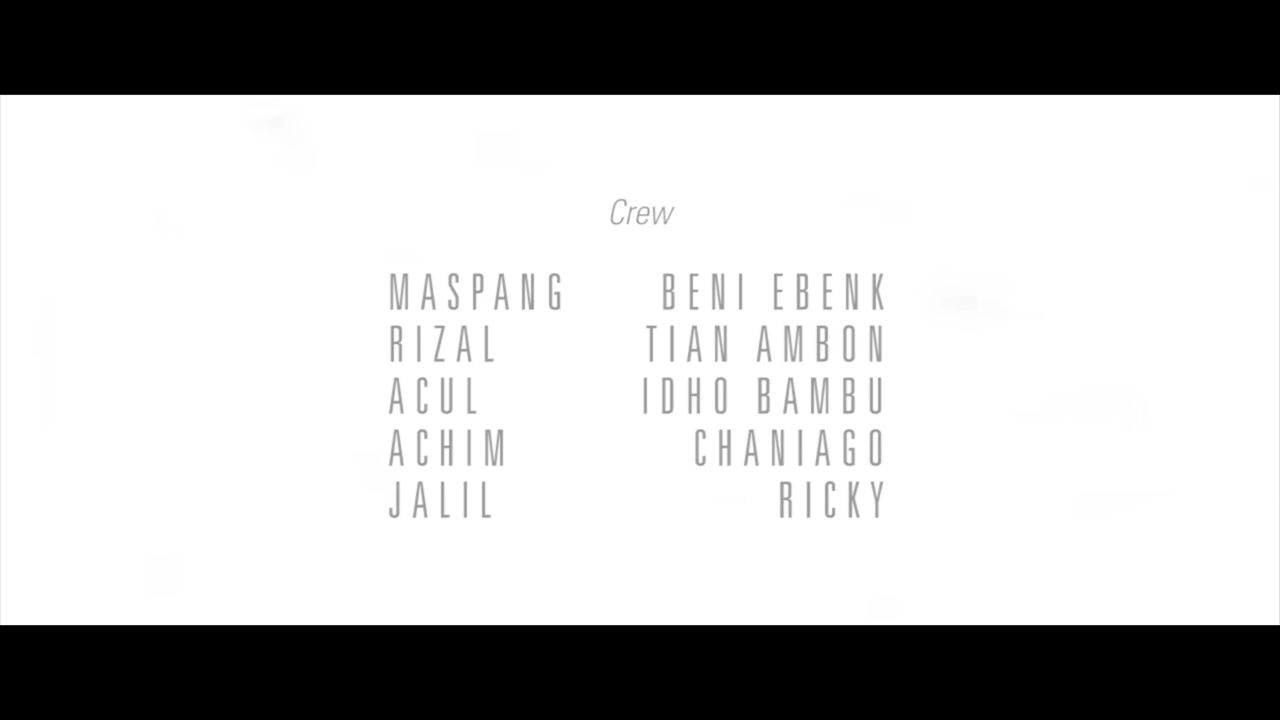 Crew
MASPANG BENI EBENK
RIZAL TIAN AMBON
ACUL IDHO BAMBU
ACHIM CHANIAGO
JALIL RICKY